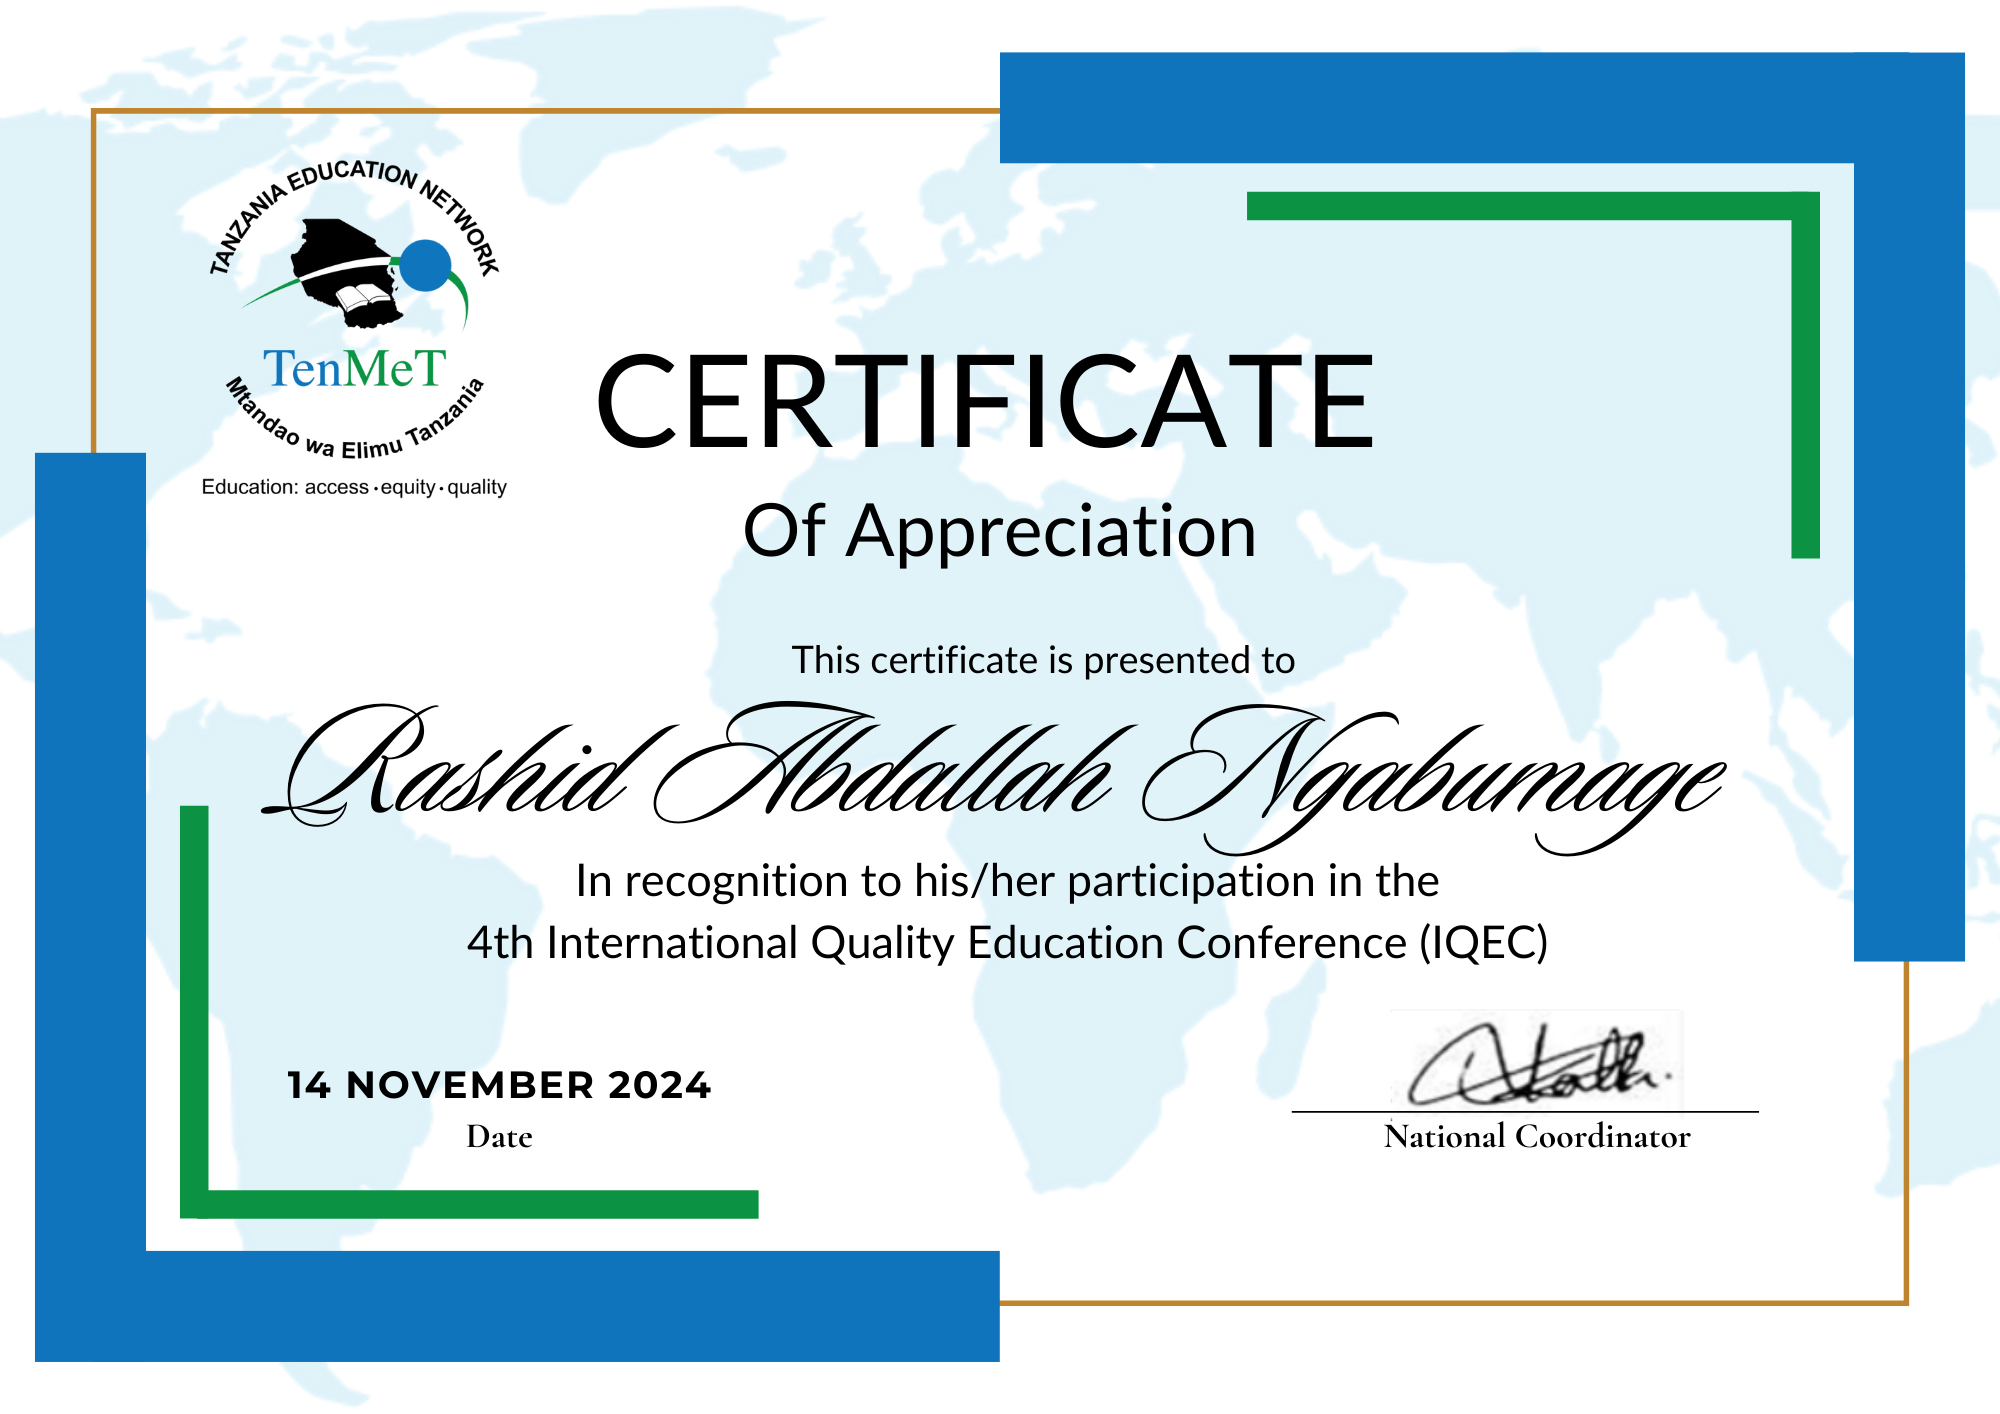 TANZANIA EDUCATION NETWORK
TenMeT
Mtandao wa Elimu Tanzania
Education: access • equity • quality
CERTIFICATE
Of Appreciation
This certificate is presented to
Rashid Abdallah Ngabumage
In recognition to his/her participation in the
4th International Quality Education Conference (IQEC)
14 NOVEMBER 2024
Date
National Coordinator